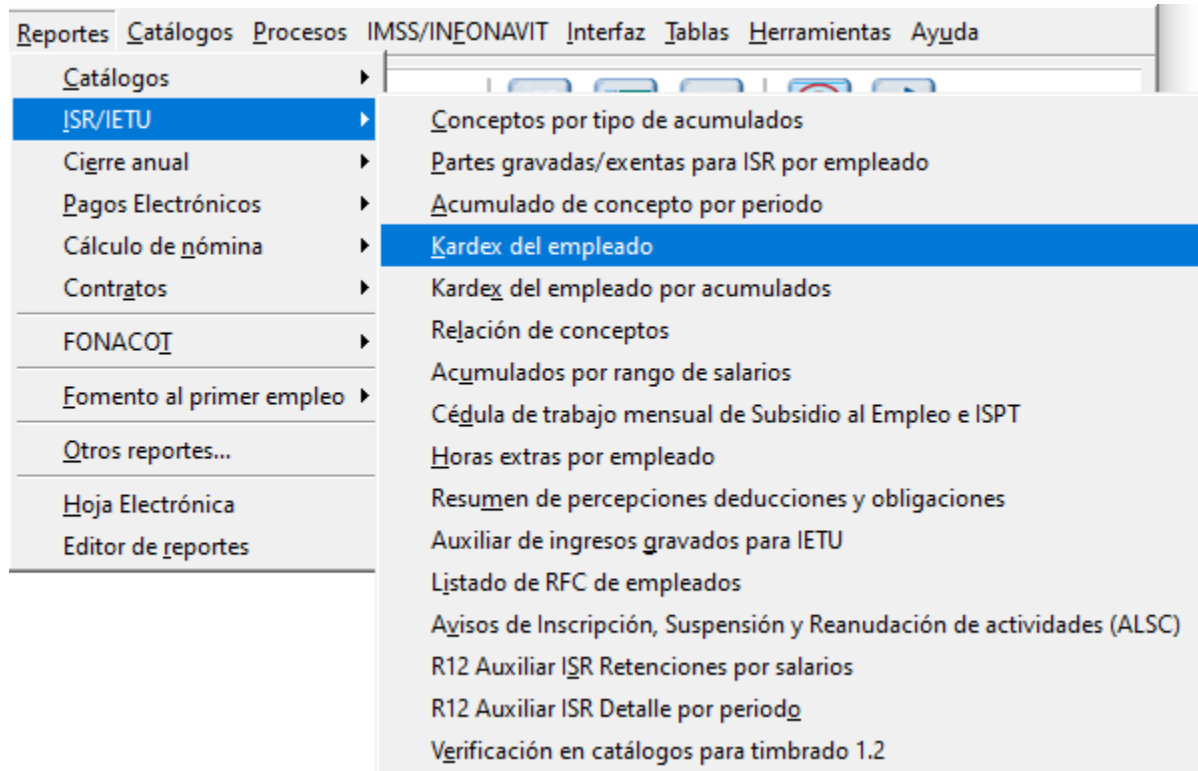 Reportes Catálogos Procesos IMSS/INFONAVIT Interfaz Tablas Herramientas Ayuda
Catálogos
ISR/IETU
Cierre anual
Pagos Electrónicos
Cálculo de nómina
Contratos
FONACOT
Fomento al primer empleo
Otros reportes...
Hoja Electrónica
Editor de reportes
Conceptos por tipo de acumulados
Partes gravadas/exentas para ISR por empleado
Acumulado de concepto por periodo
Kardex del empleado
Kardex del empleado por acumulados
Relación de conceptos
Acumulados por rango de salarios
Cédula de trabajo mensual de Subsidio al Empleo e ISPT
Horas extras por empleado
Resumen de percepciones deducciones y obligaciones
Auxiliar de ingresos gravados para IETU
Listado de RFC de empleados
Avisos de Inscripción, Suspensión y Reanudación de actividades (ALSC)
R12 Auxiliar ISR Retenciones por salarios
R12 Auxiliar ISR Detalle por periodo
Verificación en catálogos para timbrado 1.2